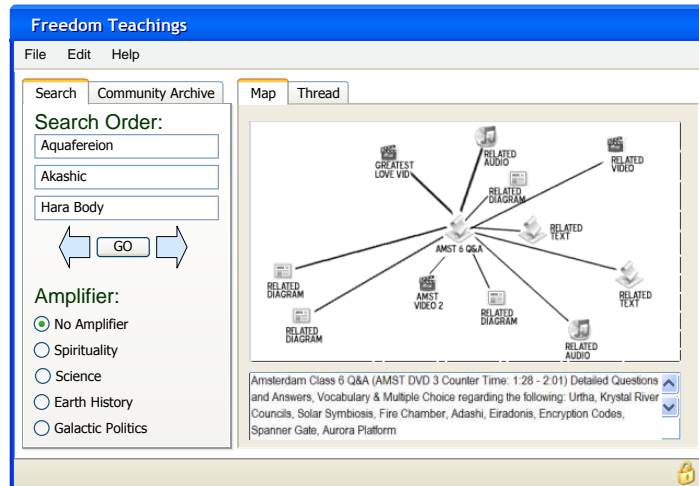 Freedom Teachings
File Edit Help
Search Community Archive
Map Thread
Search Order:
Aquafereion
Akashic
Hara Body
GO
Amplifier:
No Amplifier
Spirituality
Science
Earth History
Galactic Politics
GREATEST
LOVE VID
RELATED
AUDIO
RELATED
VIDEO
RELATED
DIAGRAM
AMST 6 Q&A
RELATED
TEXT
RELATED
DIAGRAM
AMST
VIDEO 2
RELATED
DIAGRAM
RELATED
TEXT
RELATED
DIAGRAM
RELATED
AUDIO
Amsterdam Class 6 Q&A (AMST DVD 3 Counter Time: 1:28 - 2:01) Detailed Questions
and Answers, Vocabulary & Multiple Choice regarding the following: Urtha, Krystal River
Councils, Solar Symbiosis, Fire Chamber, Adashi, Eiradonis, Encryption Codes,
Spanner Gate, Aurora Platform